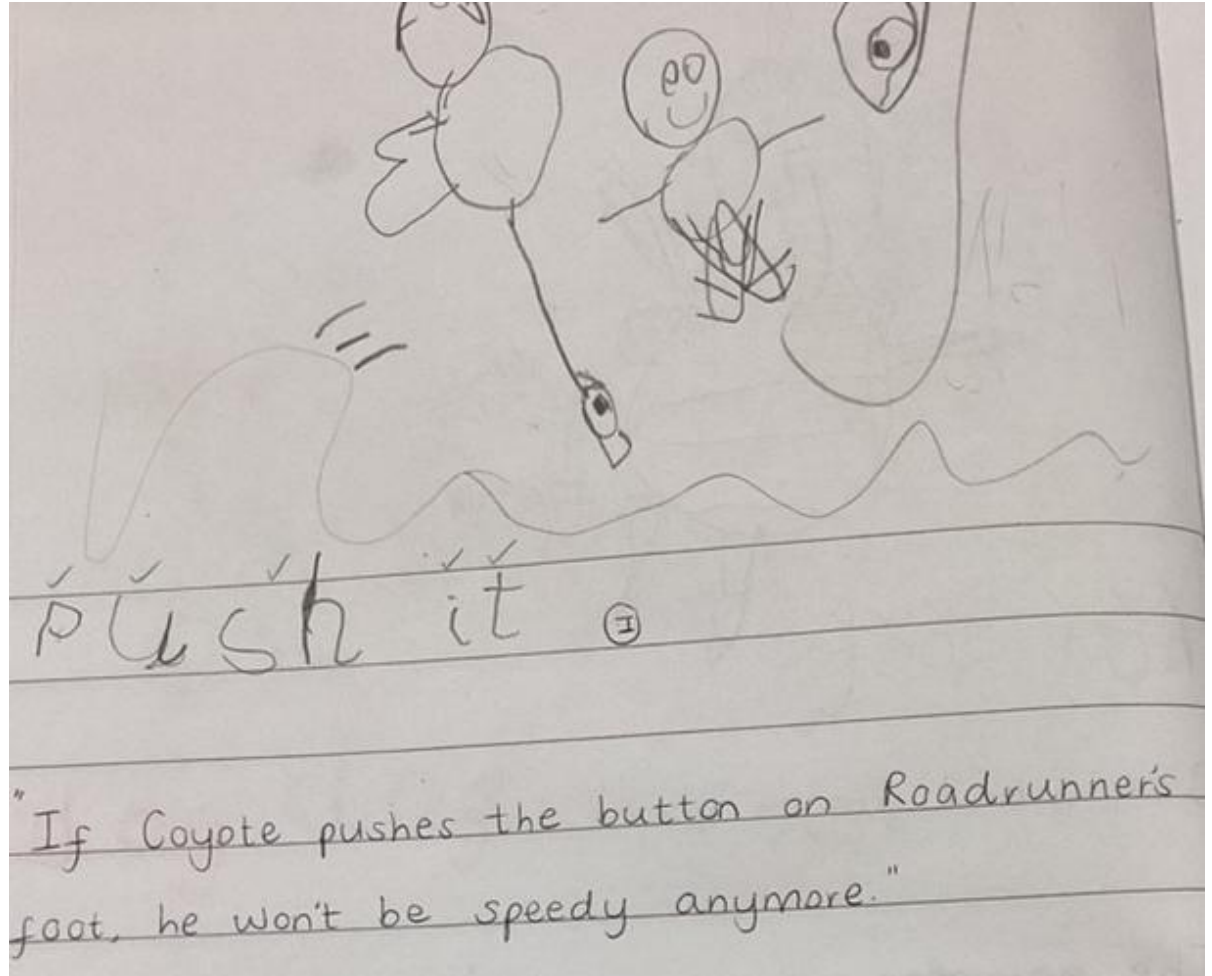 push it Ⓘ
"If Coyote pushes the button on Roadrunner's
foot, he won't be speedy anymore."